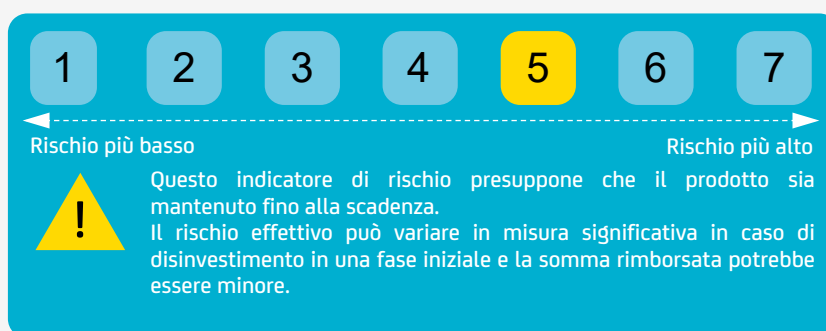 1 2 3 4 5 6 7
Rischio più basso Rischio più alto
Questo indicatore di rischio presuppone che il prodotto sia
mantenuto fino alla scadenza.
!
Il rischio effettivo può variare in misura significativa in caso di
disinvestimento in una fase iniziale e la somma rimborsata potrebbe
essere minore.